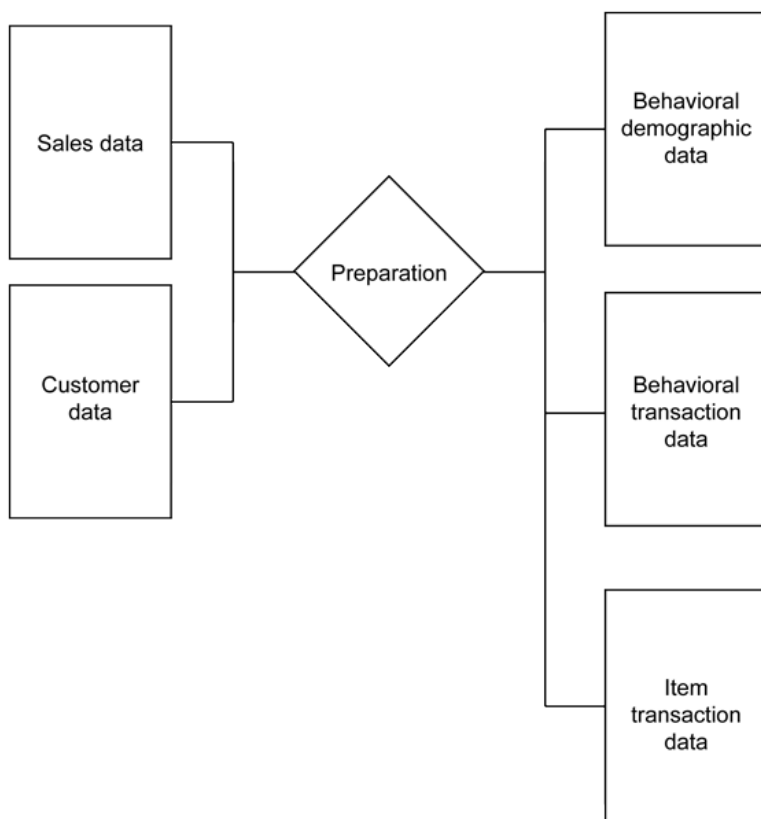 Sales data
Customer
data
Preparation
Behavioral
demographic
data
Behavioral
transaction
data
Item
transaction
data